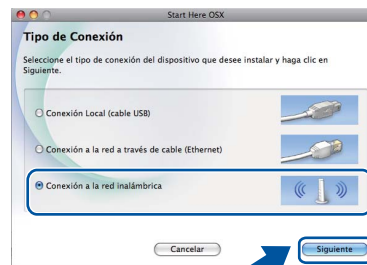 Start Here OSX
Tipo de Conexión
Seleccione el tipo de conexión del dispositivo que desee instalar y haga clic en
Siguiente.
Conexión Local (cable USB)
Conexión a la red a través de cable (Ethernet)
Conexión a la red inalámbrica
Cancelar
Siguiente